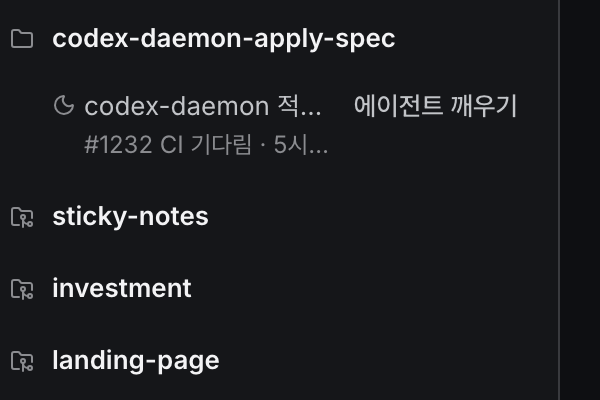 codex-daemon-apply-spec
codex-daemon 적... 에이전트 깨우기
#1232 CI 기다림 · 5시...
sticky-notes
investment
landing-page